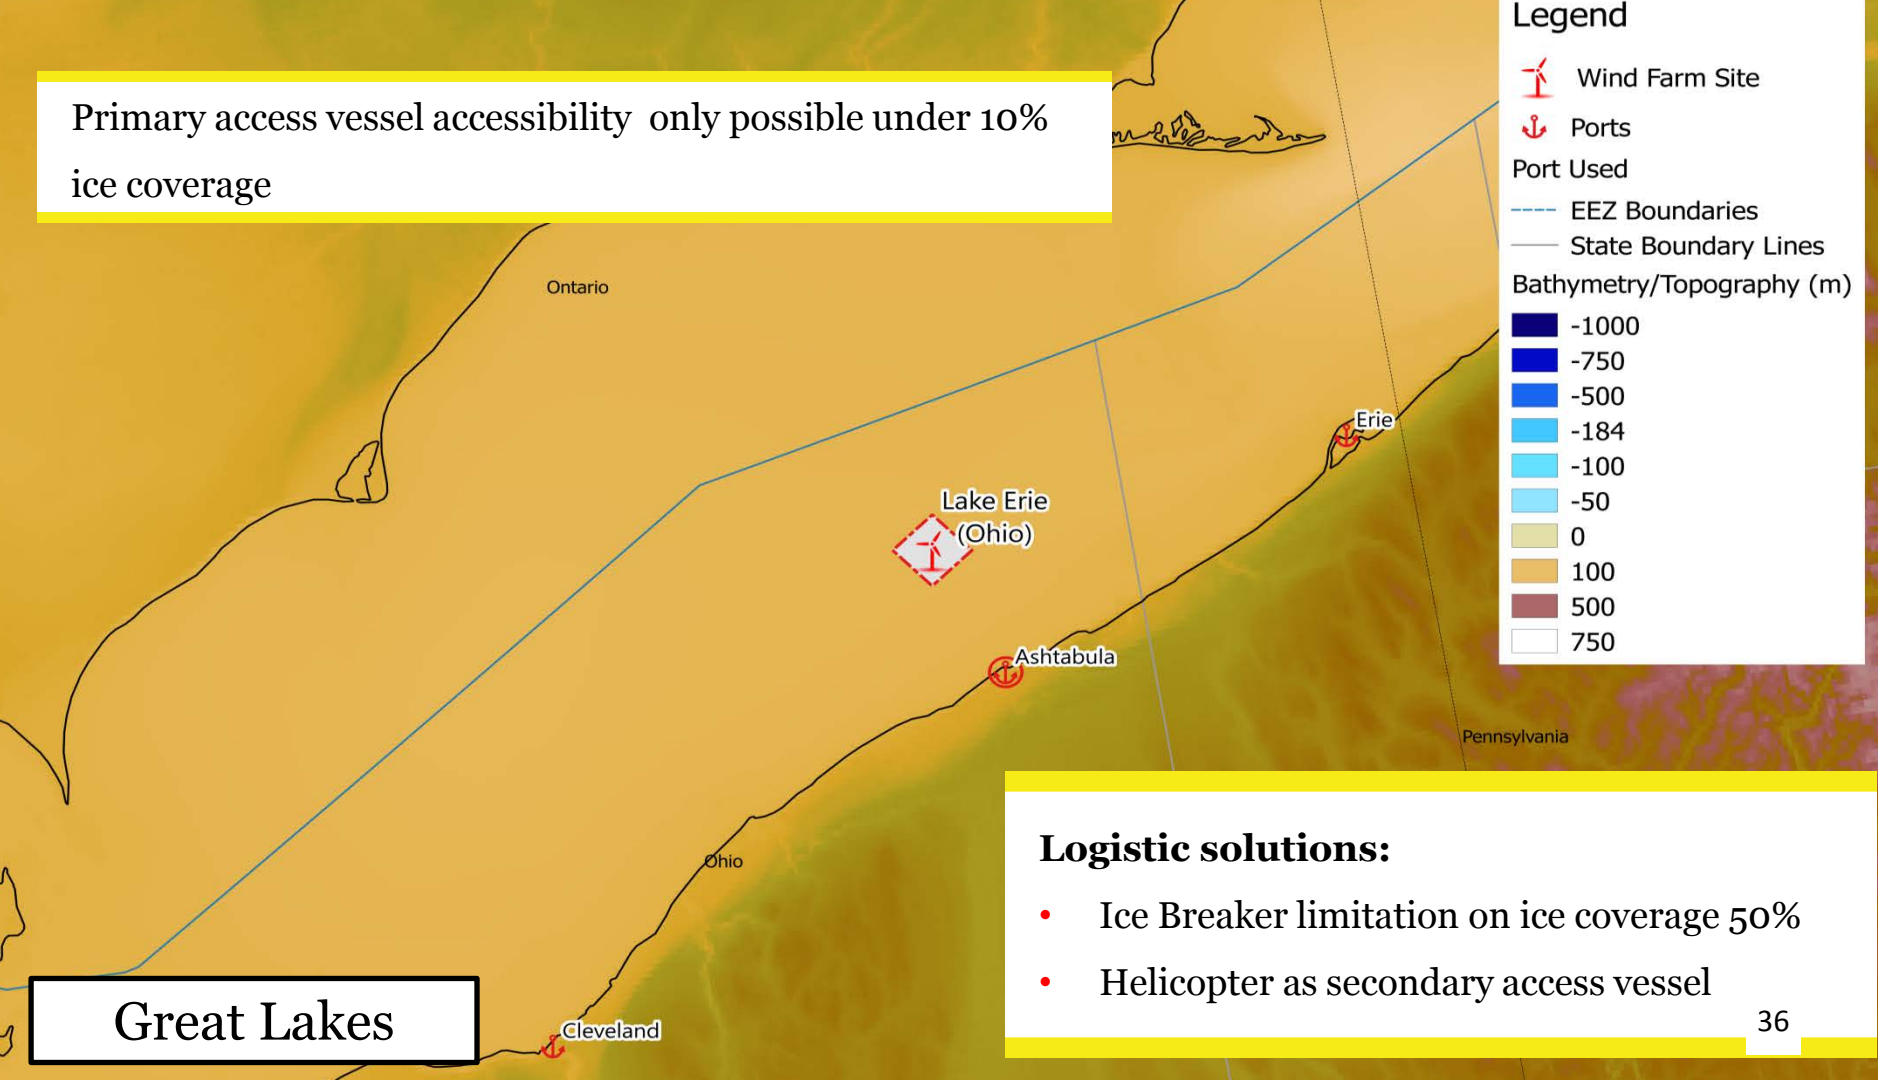 Primary access vessel accessibility only possible under 10%
ice coverage
Legend
Wind Farm Site
Ports
Port Used
EEZ Boundaries
State Boundary Lines
Bathymetry/Topography (m)
-1000
-750
-500
-184
-100
-50
0
100
500
750
Ontario
Erie
Lake Erie
(Ohio)
Ashtabula
Pennsylvania
Ohio
Cleveland
Great Lakes
Logistic solutions:
• Ice Breaker limitation on ice coverage 50%
• Helicopter as secondary access vessel
36